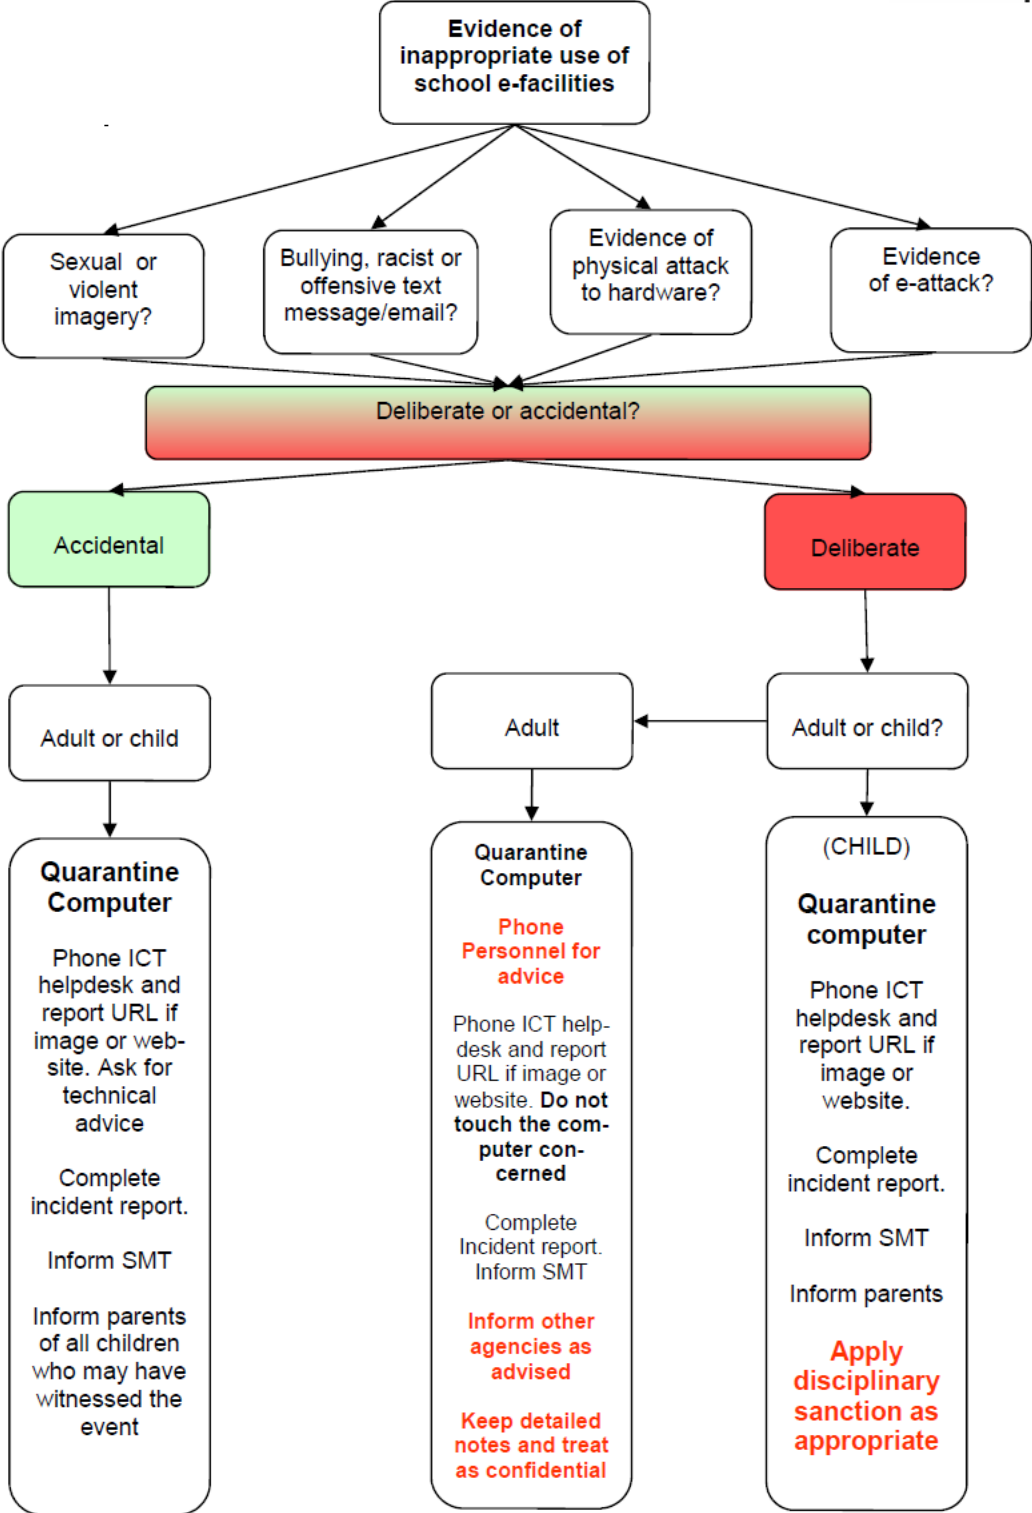 Evidence of
inappropriate use of
school e-facilities
Sexual or
violent
imagery?
Bullying, racist or
offensive text
message/email?
Evidence of
physical attack
to hardware?
Evidence
of e-attack?
Deliberate or accidental?
Accidental
Deliberate
Adult or child
Adult
Adult or child?
Quarantine
Computer
Phone ICT
helpdesk and
report URL if
image or web-
site. Ask for
technical
advice
Complete
incident report.
Inform SMT
Inform parents
of all children
who may have
witnessed the
event
Quarantine
Computer
Phone
Personnel for
advice
Phone ICT help-
desk and report
URL if image or
website. Do not
touch the com-
puter con-
cerned
Complete
Incident report.
Inform SMT
Inform other
agencies as
advised
Keep detailed
notes and treat
as confidential
(CHILD)
Quarantine
computer
Phone ICT
helpdesk and
report URL if
image or
website.
Complete
incident report.
Inform SMT
Inform parents
Apply
disciplinary
sanction as
appropriate